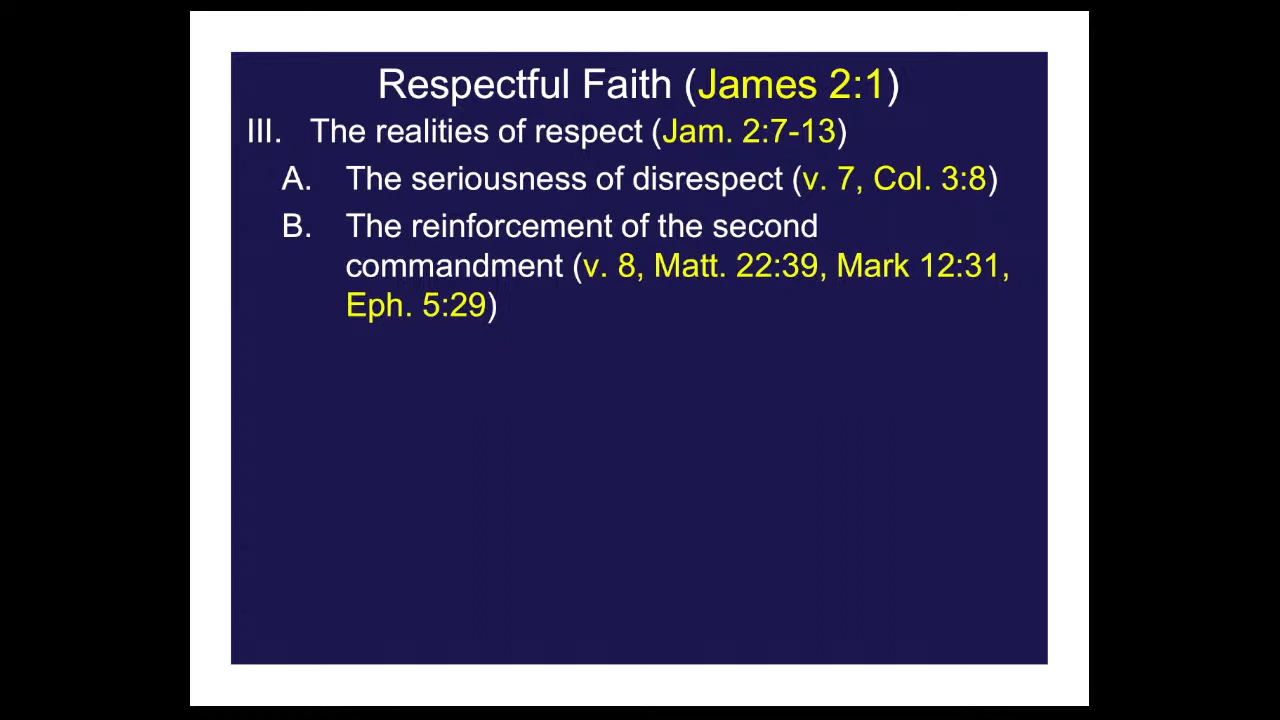 Respectful Faith (James 2:1)
III. The realities of respect (Jam. 2:7-13)
A. The seriousness of disrespect (v. 7, Col. 3:8)
B. The reinforcement of the second
commandment (v. 8, Matt. 22:39, Mark 12:31,
Eph. 5:29)